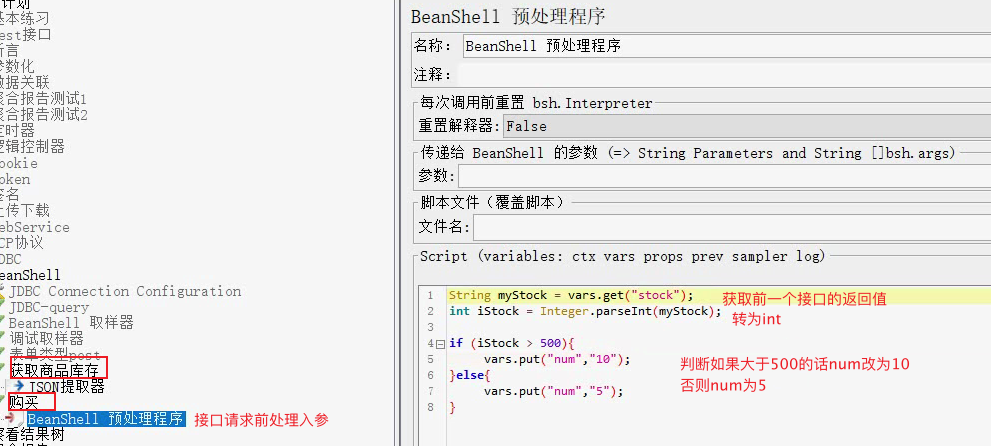 计划
基本练习
est接口
断言
参数化
数据关联
聚合报告测试1
聚合报告测试2
定时器
逻辑控制器
ookie
oken
签名
上传下载
ebService
CP协议
DBC
eanShell
JDBC Connection Configuration
JDBC-query
BeanShell 取样器
调试取样器
表单类型post
获取商品库存
JSON提取器
购买
BeanShell 预处理程序
接口请求前处理入参
察看结果树
BeanShell 预处理程序
名称: BeanShell 预处理程序
注释:
每次调用前重置 bsh.Interpreter
重置解释器: False
传递给 BeanShell 的参数 (=> String Parameters and String []bsh.args)
参数:
脚本文件（覆盖脚本）
文件名:
Script (variables: ctx vars props prev sampler log)
1 String myStock = vars.get("stock"); 获取前一个接口的返回值
2 int iStock = Integer.parseInt(myStock); 转为int
3
4 if (iStock > 500){
5 vars.put("num","10"); 判断如果大于500的话num改为10
6 }else{ 否则num为5
7 vars.put("num","5");
8 }